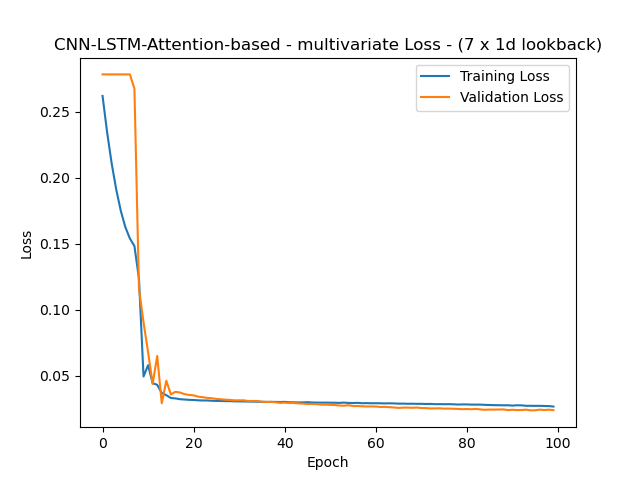 CNN-LSTM-Attention-based - multivariate Loss - (7 x 1d lookback)
Training Loss
Validation Loss
Loss
0.25
0.20
0.15
0.10
0.05
0 20 40 60 80 100
Epoch